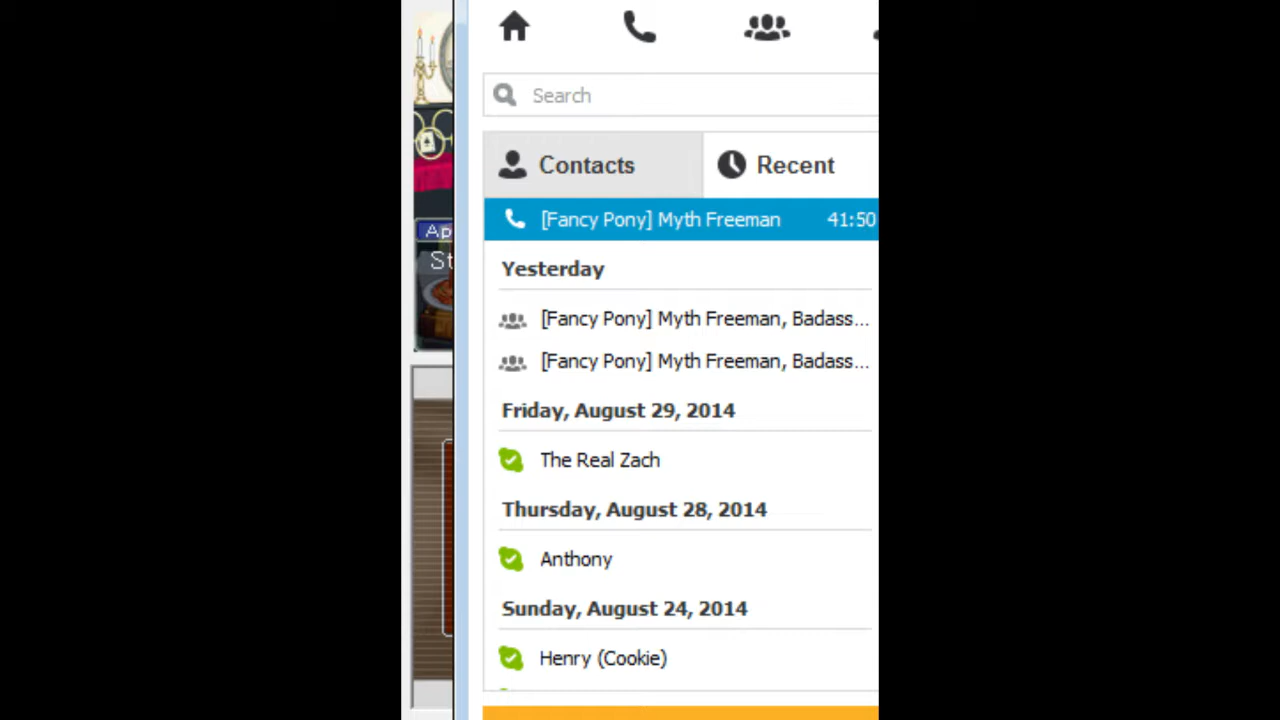 Search
Contacts
Recent
[Fancy Pony] Myth Freeman 41:50
Ap
Yesterday
St
[Fancy Pony] Myth Freeman, Badass...
[Fancy Pony] Myth Freeman, Badass...
Friday, August 29, 2014
The Real Zach
Thursday, August 28, 2014
Anthony
Sunday, August 24, 2014
Henry (Cookie)